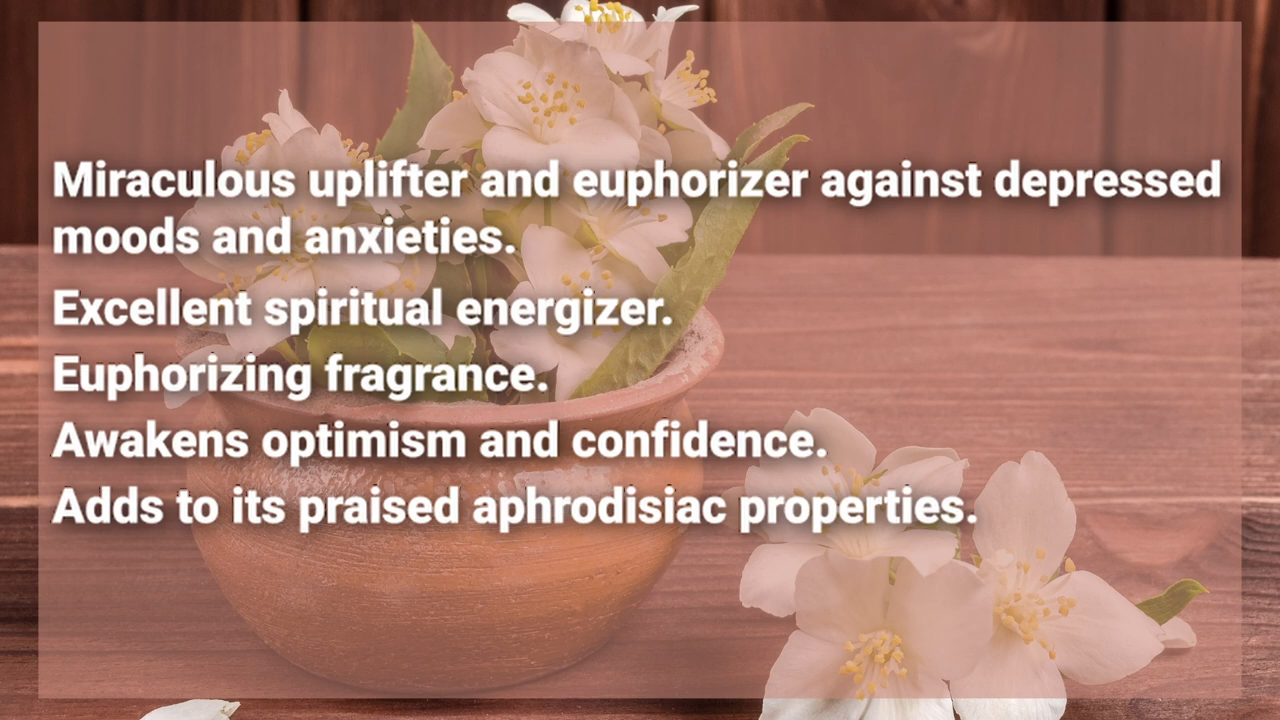 Miraculous uplifter and euphorizer against depressed
moods and anxieties.
Excellent spiritual energizer.
Euphorizing fragrance.
Awakens optimism and confidence.
Adds to its praised aphrodisiac properties.